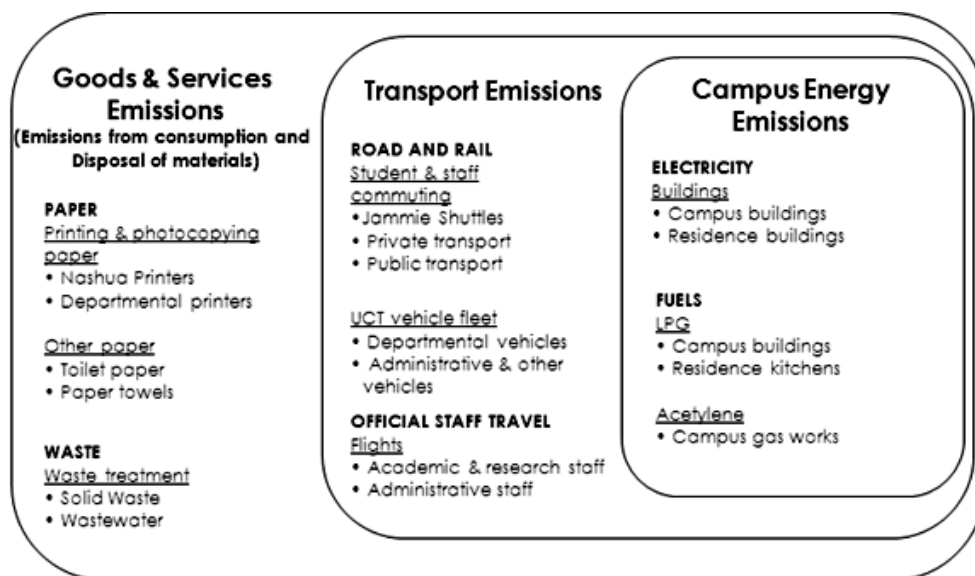 Goods & Services
Emissions
(Emissions from consumption and
Disposal of materials)
PAPER
Printing & photocopying
paper
• Nashua Printers
• Departmental printers
Other paper
• Toilet paper
• Paper towels
WASTE
Waste treatment
• Solid Waste
• Wastewater
Transport Emissions
ROAD AND RAIL
Student & staff
commuting
• Jammie Shuttles
• Private transport
• Public transport
UCT vehicle fleet
• Departmental vehicles
• Administrative & other
vehicles
OFFICIAL STAFF TRAVEL
Flights
• Academic & research staff
• Administrative staff
Campus Energy
Emissions
ELECTRICITY
Buildings
• Campus buildings
• Residence buildings
FUELS
LPG
• Campus buildings
• Residence kitchens
Acetylene
• Campus gas works